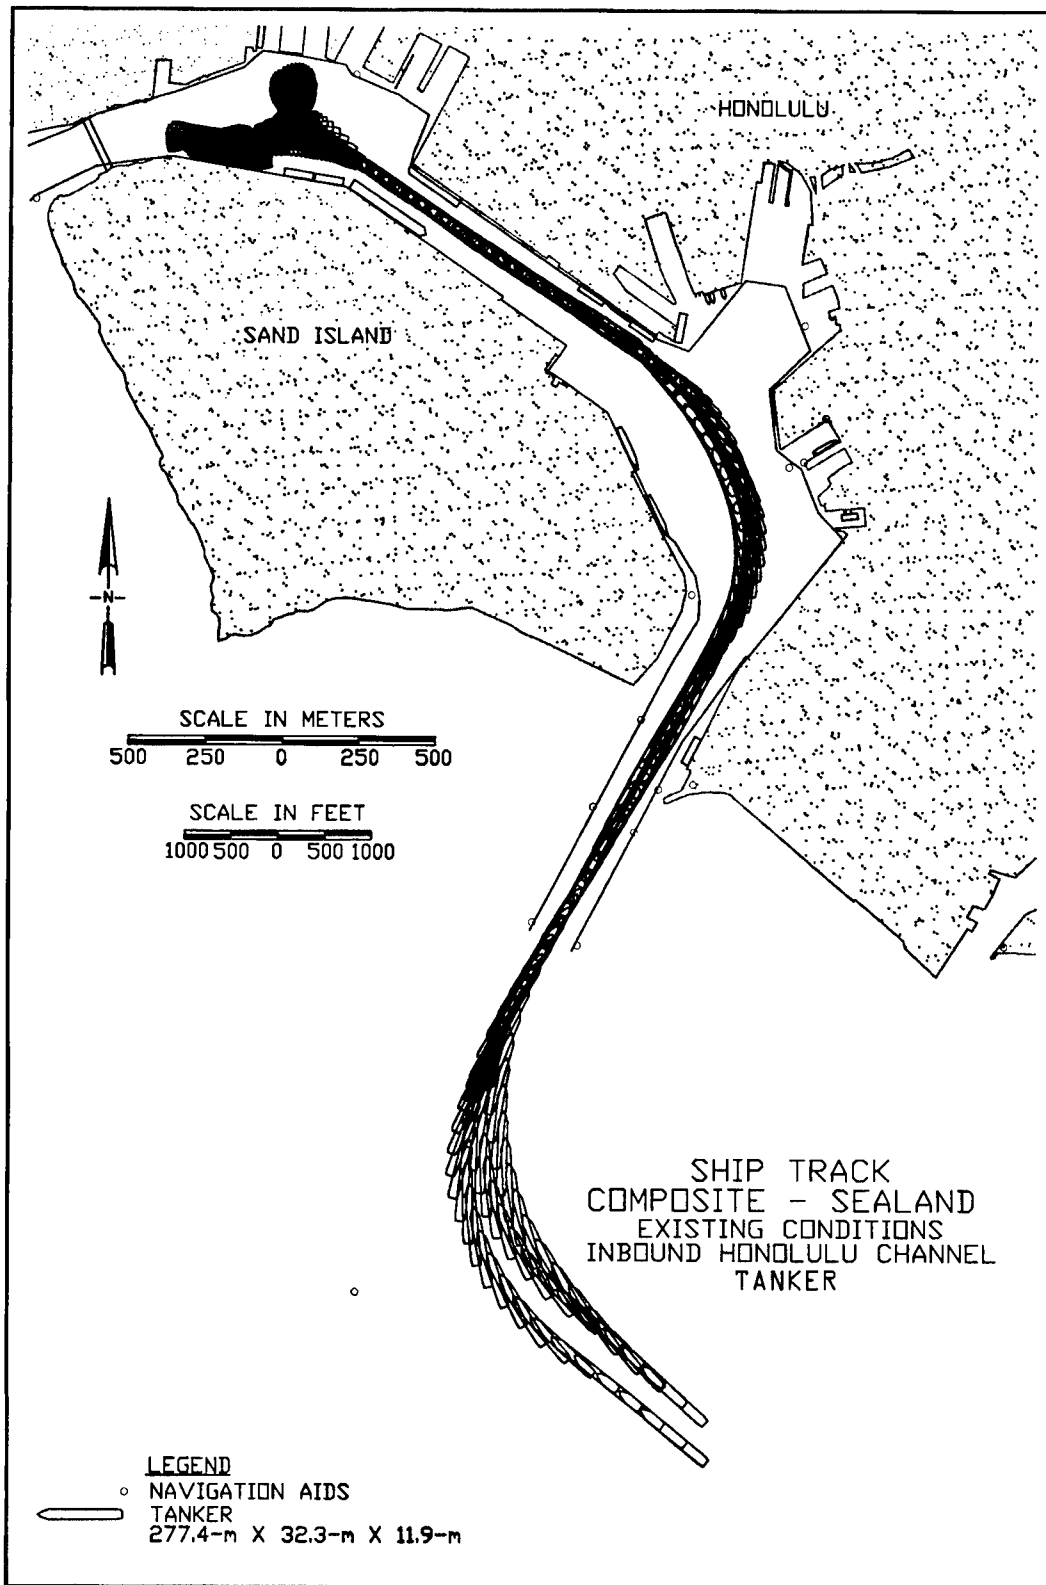 HONOLULU
SAND ISLAND
-N-
SCALE IN METERS
500 250 0 250 500
SCALE IN FEET
1000 500 0 500 1000
SHIP TRACK
COMPOSITE - SEALAND
EXISTING CONDITIONS
INBOUND HONOLULU CHANNEL
TANKER
LEGEND
NAVIGATION AIDS
TANKER
277.4-m X 32.3-m X 11.9-m